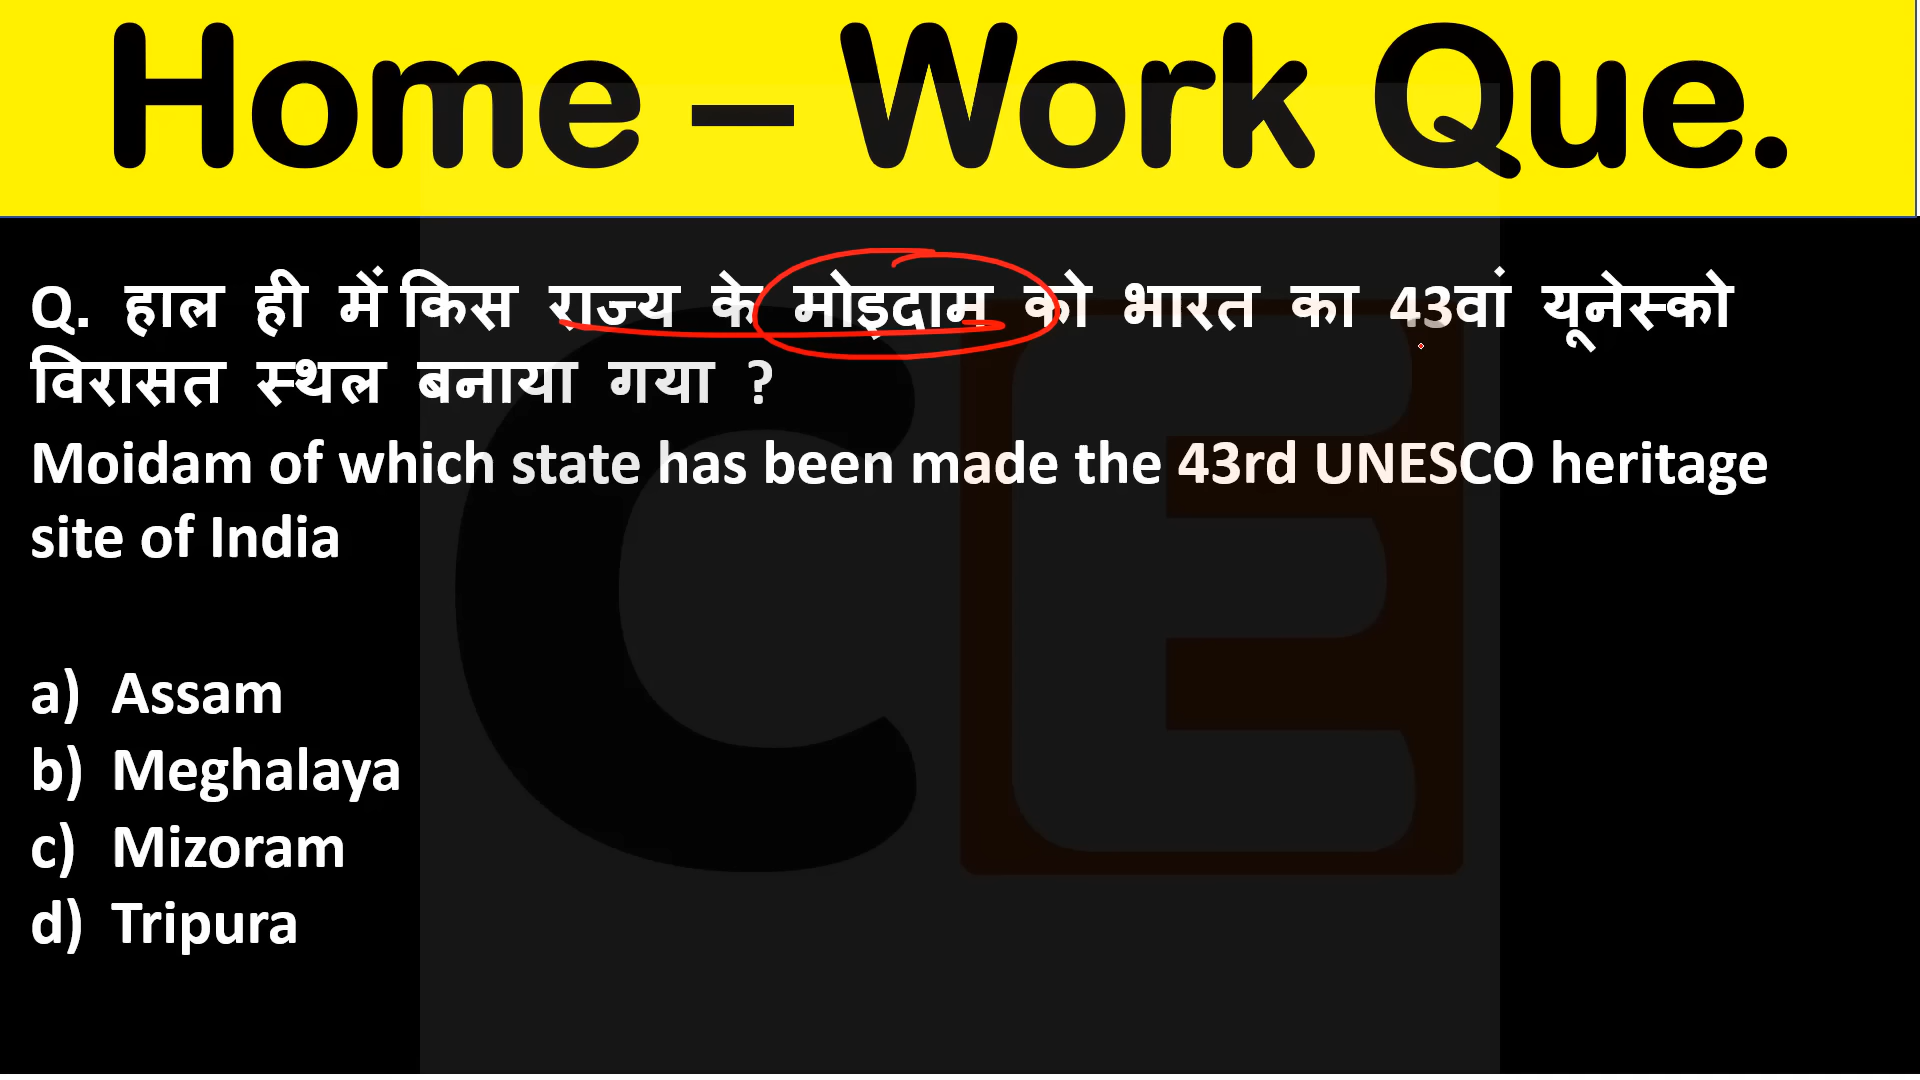 Home – Work Que.
Q. हाल ही में किस राज्य के मोइदाम को भारत का 43वां यूनेस्को
विरासत स्थल बनाया गया ?
Moidam of which state has been made the 43rd UNESCO heritage
site of India
a) Assam
b) Meghalaya
c) Mizoram
d) Tripura
CE